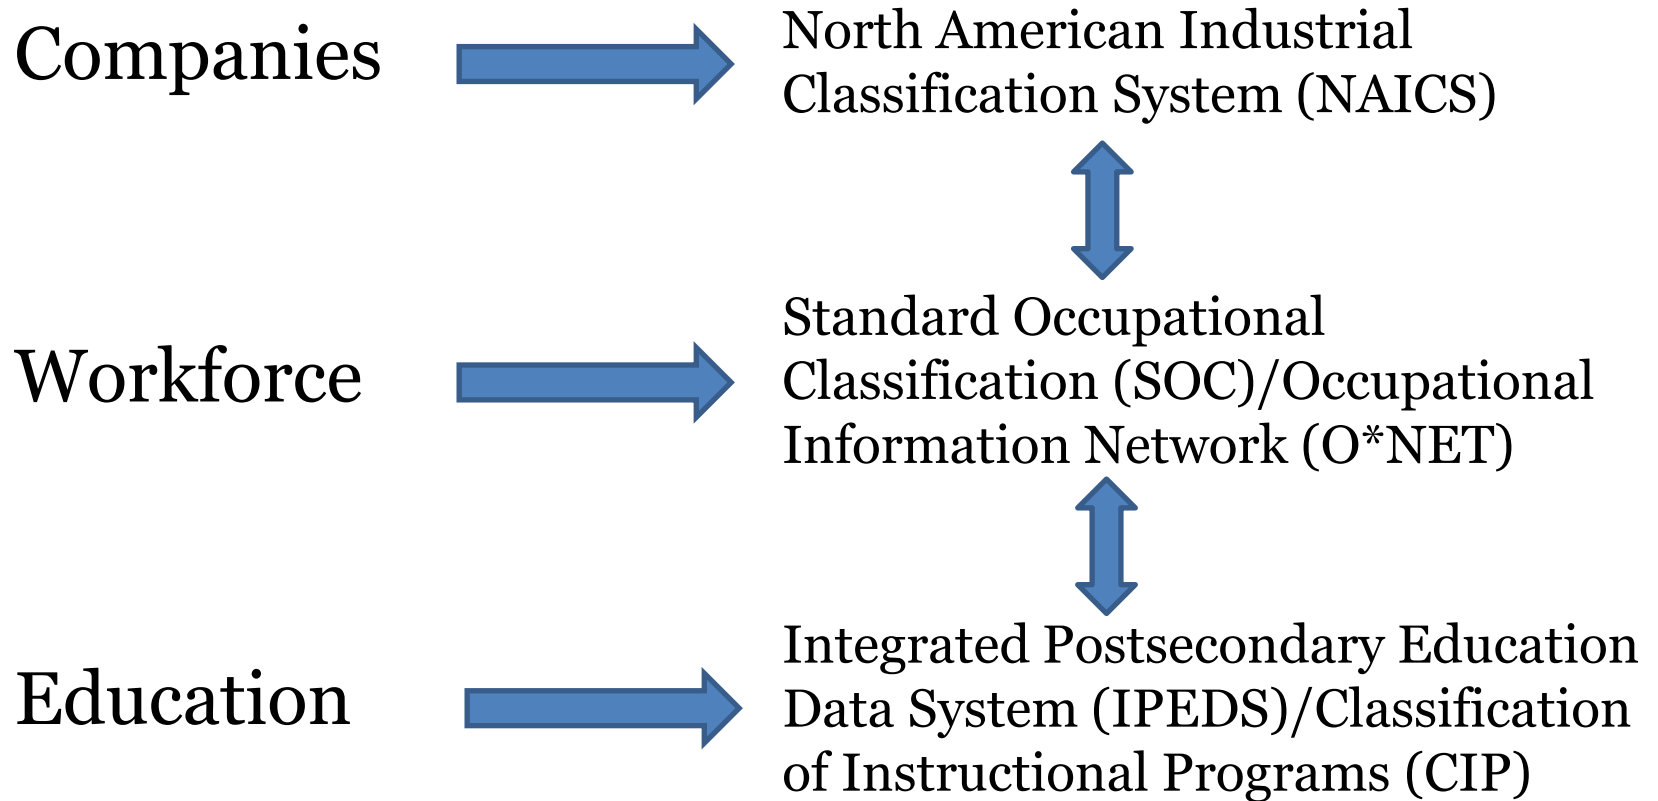 Companies
North American Industrial
Classification System (NAICS)
Workforce
Standard Occupational
Classification (SOC)/Occupational
Information Network (O*NET)
Education
Integrated Postsecondary Education
Data System (IPEDS)/Classification
of Instructional Programs (CIP)